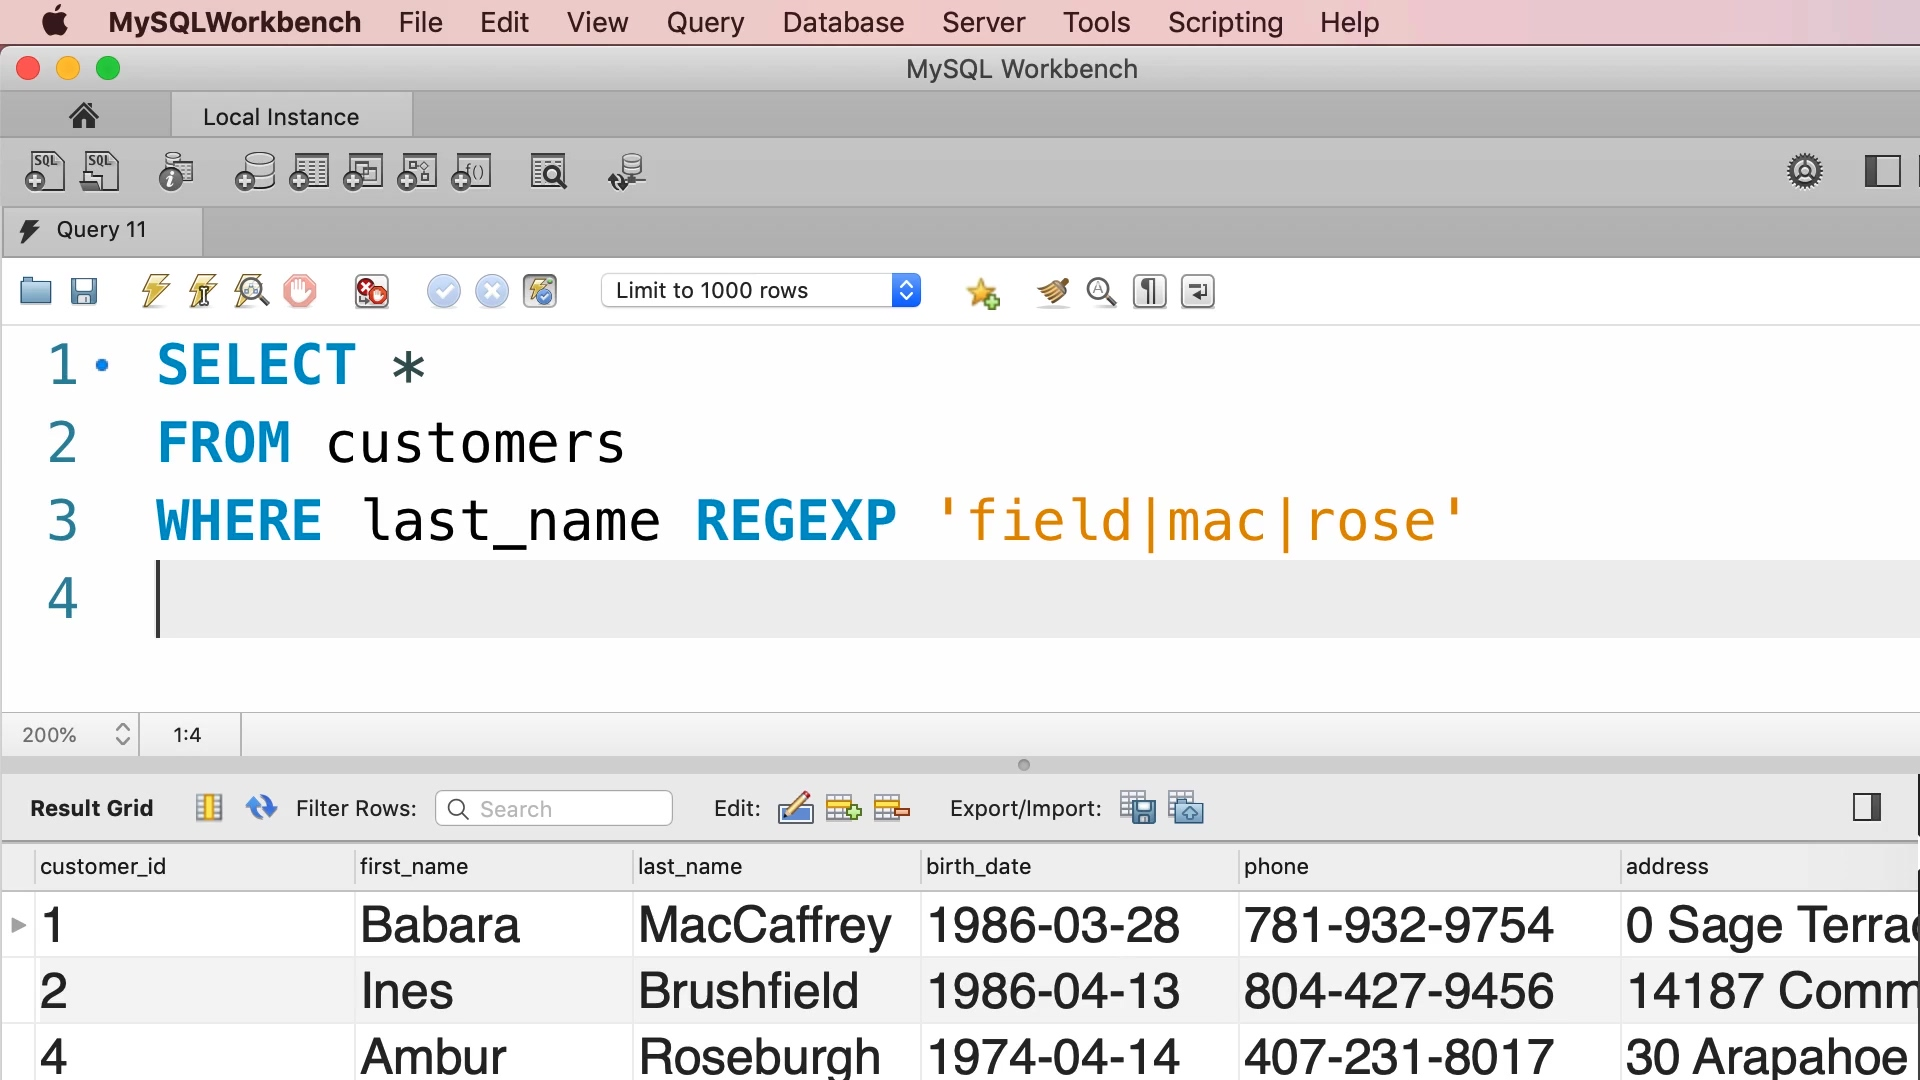 MySQLWorkbench File Edit View Query Database Server Tools Scripting Help
MySQL Workbench
Local Instance
SQL SQL
Query 11
Limit to 1000 rows
1 SELECT *
2 FROM customers
3 WHERE last_name REGEXP 'field|mac|rose'
4
200% 1:4
Result Grid Filter Rows: Search Edit: Export/Import:
customer_id first_name last_name birth_date phone address
1 Babara MacCaffrey 1986-03-28 781-932-9754 0 Sage Terrac
2 Ines Brushfield 1986-04-13 804-427-9456 14187 Comm
4 Ambur Roseburgh 1974-04-14 407-231-8017 30 Arapahoe